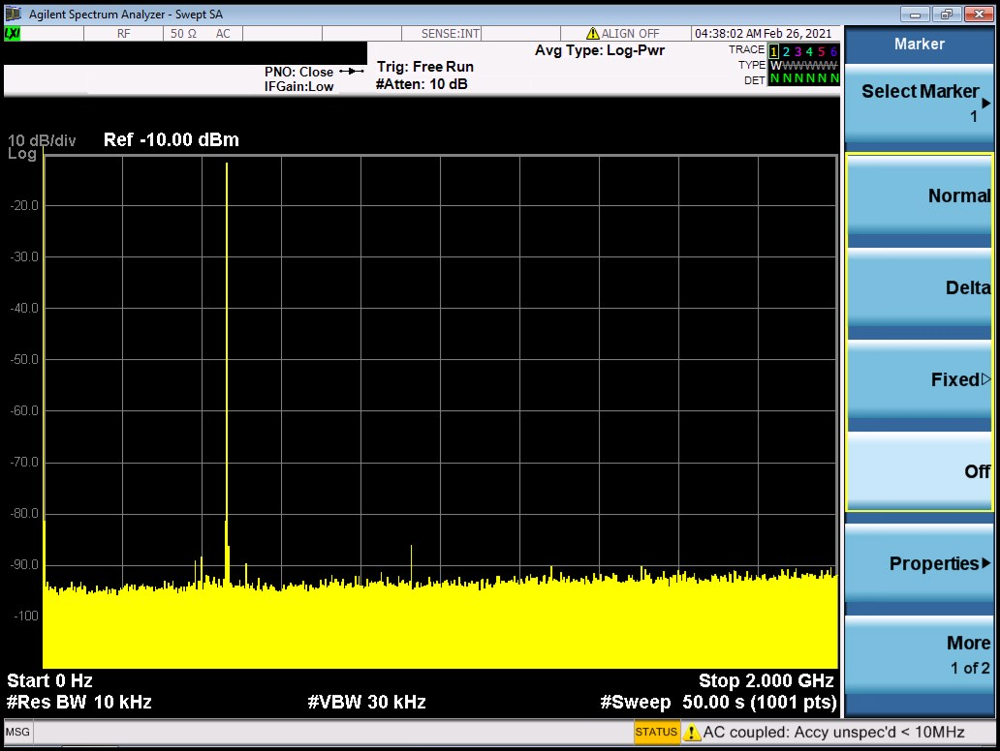 Agilent Spectrum Analyzer - Swept SA
LXI RF 50 Ω AC SENSE:INT ALIGN OFF 04:38:02 AM Feb 26, 2021
Marker
PNO: Close
IFGain:Low
Trig: Free Run
#Atten: 10 dB
Avg Type: Log-Pwr
TRACE 1 2 3 4 5 6
TYPE WWWWWWW
DET N N N N N N
Select Marker
1
10 dB/div
Log
Ref -10.00 dBm
Normal
-20.0
-30.0
Delta
-40.0
-50.0
Fixed
-60.0
-70.0
Off
-80.0
-90.0
Properties
-100
More
1 of 2
Start 0 Hz
Stop 2.000 GHz
#Res BW 10 kHz
#VBW 30 kHz
#Sweep 50.00 s (1001 pts)
MSG
STATUS
AC coupled: Accy unspec'd < 10MHz